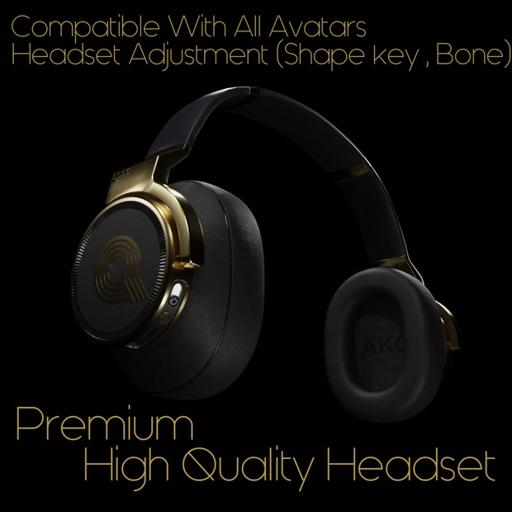 Compatible With All Avatars
Headset Adjustment (Shape key , Bone)
AKG
Premium
High Quality Headset